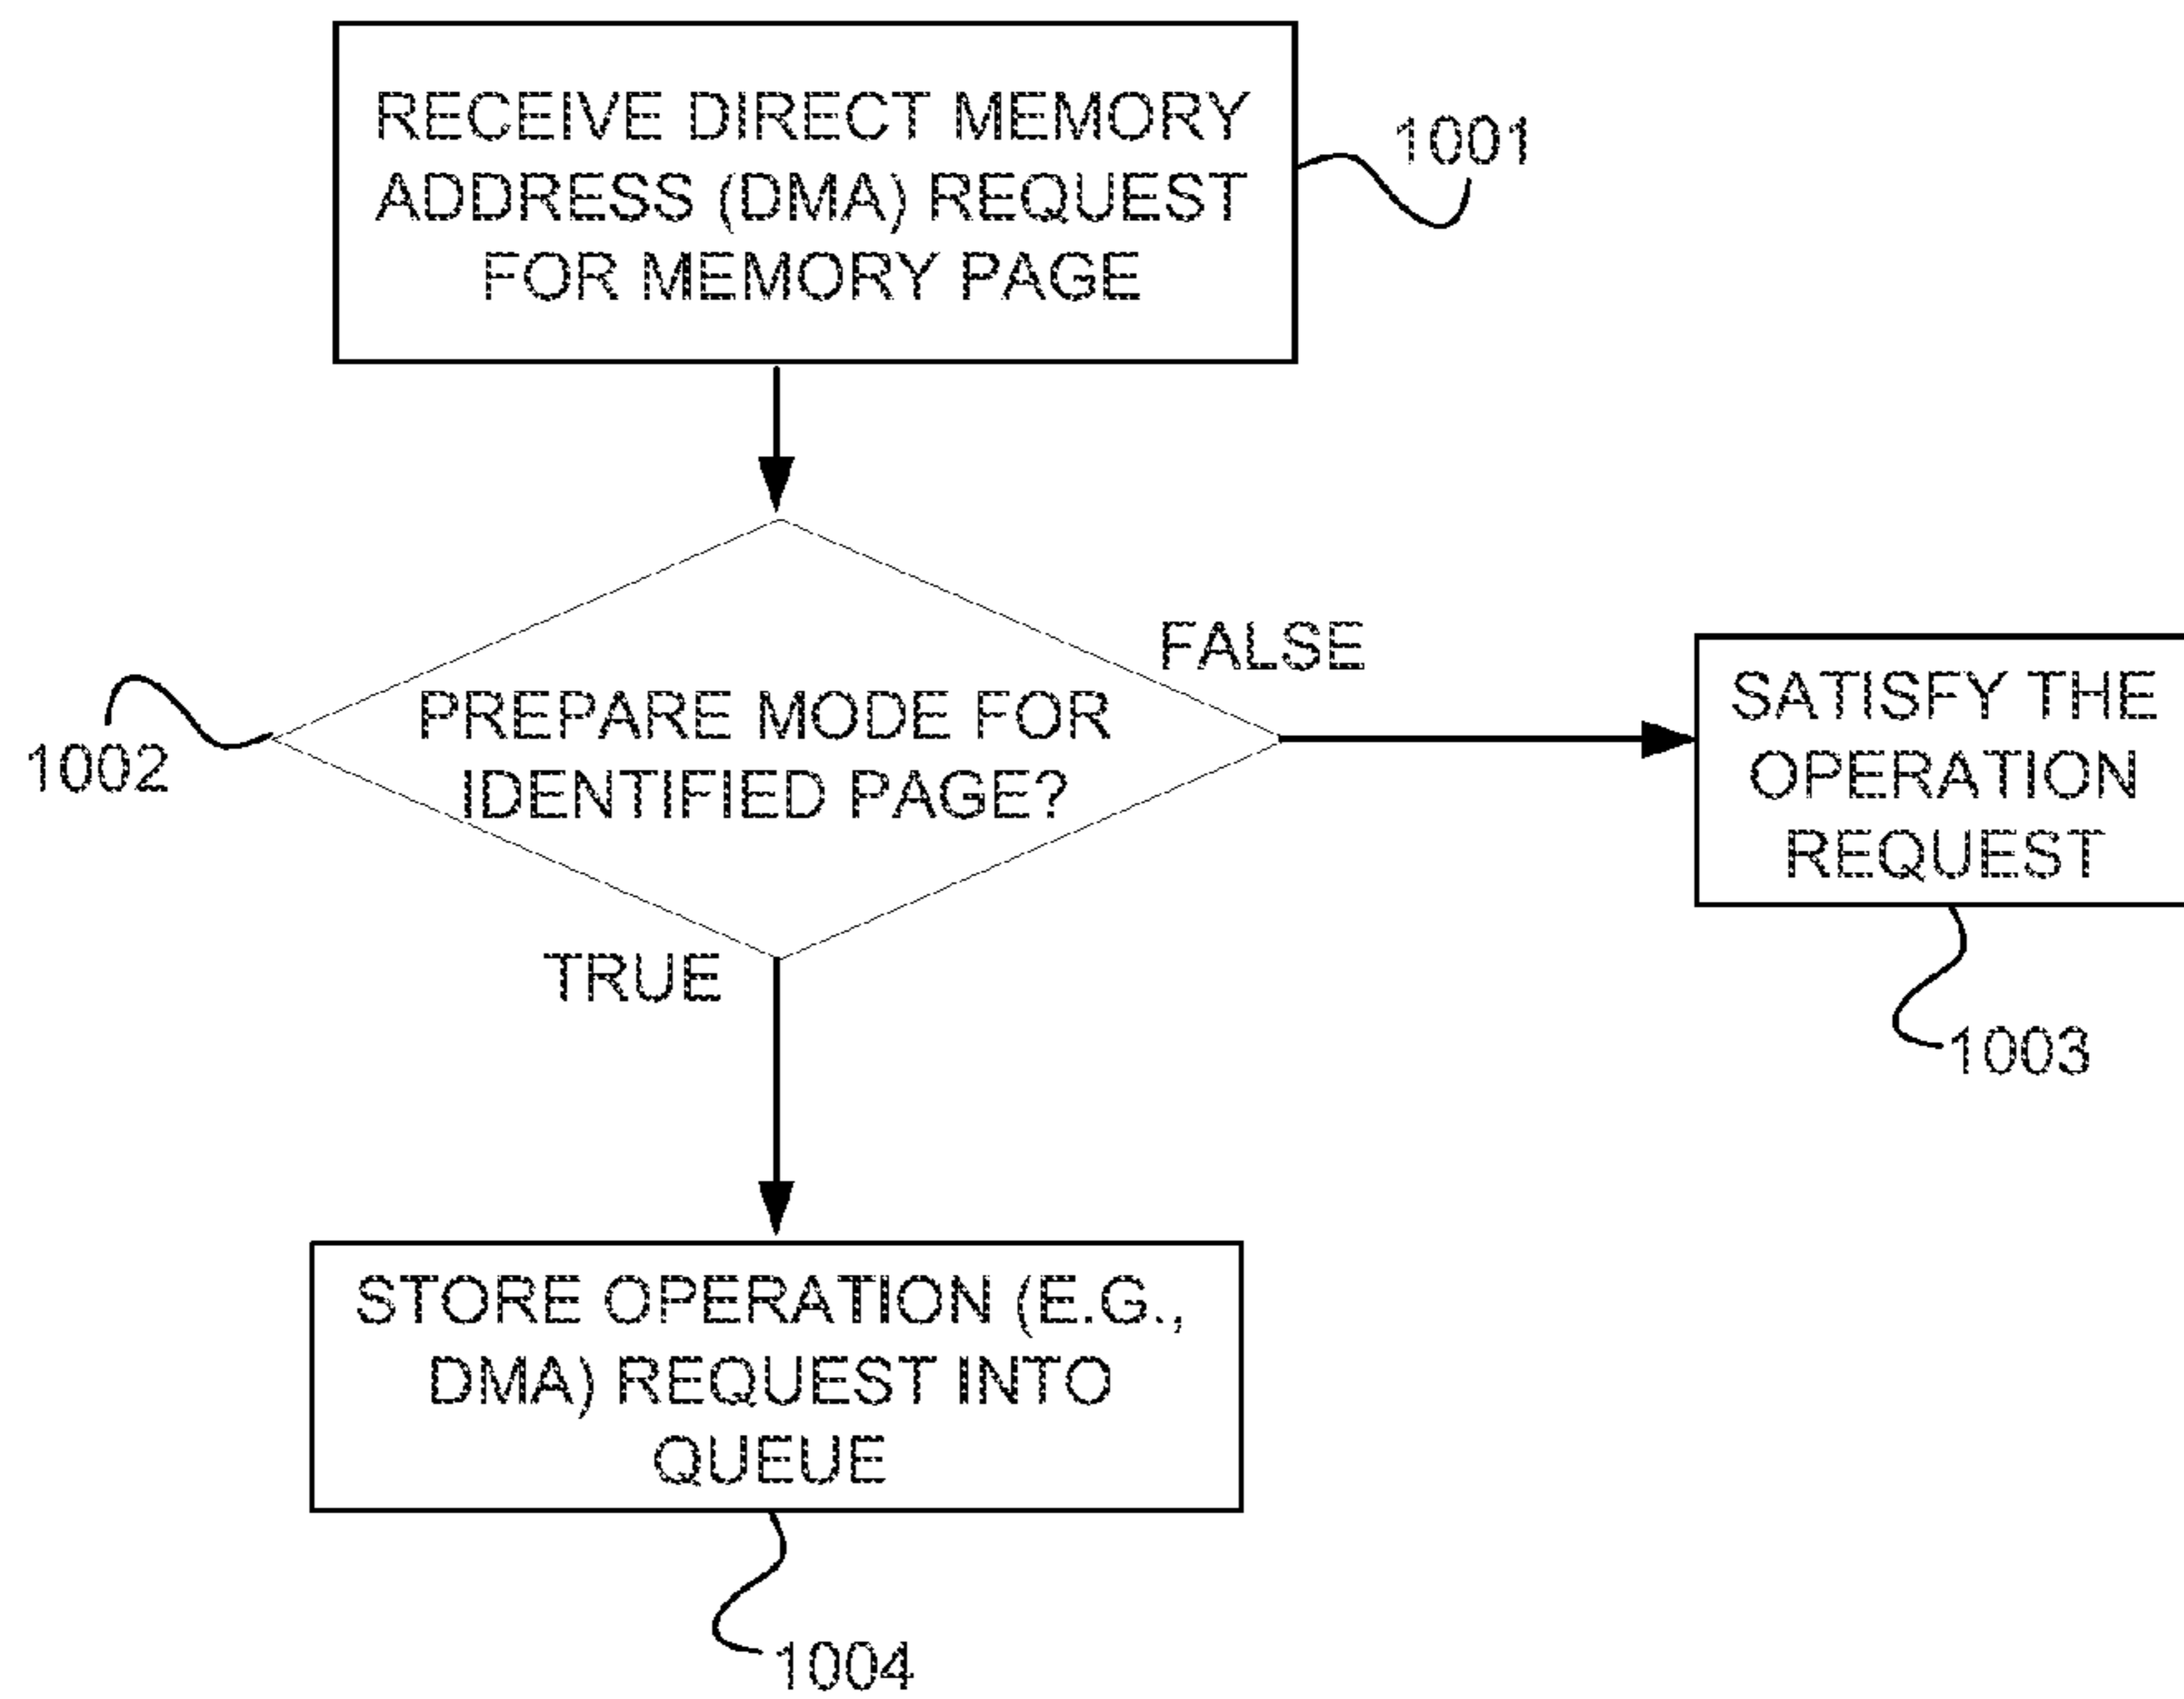 RECEIVE DIRECT MEMORY
ADDRESS (DMA) REQUEST
FOR MEMORY PAGE
1001
FALSE
PREPARE MODE FOR
IDENTIFIED PAGE?
1002
TRUE
SATISFY THE
OPERATION
REQUEST
1003
STORE OPERATION (E.G.,
DMA) REQUEST INTO
QUEUE
1004